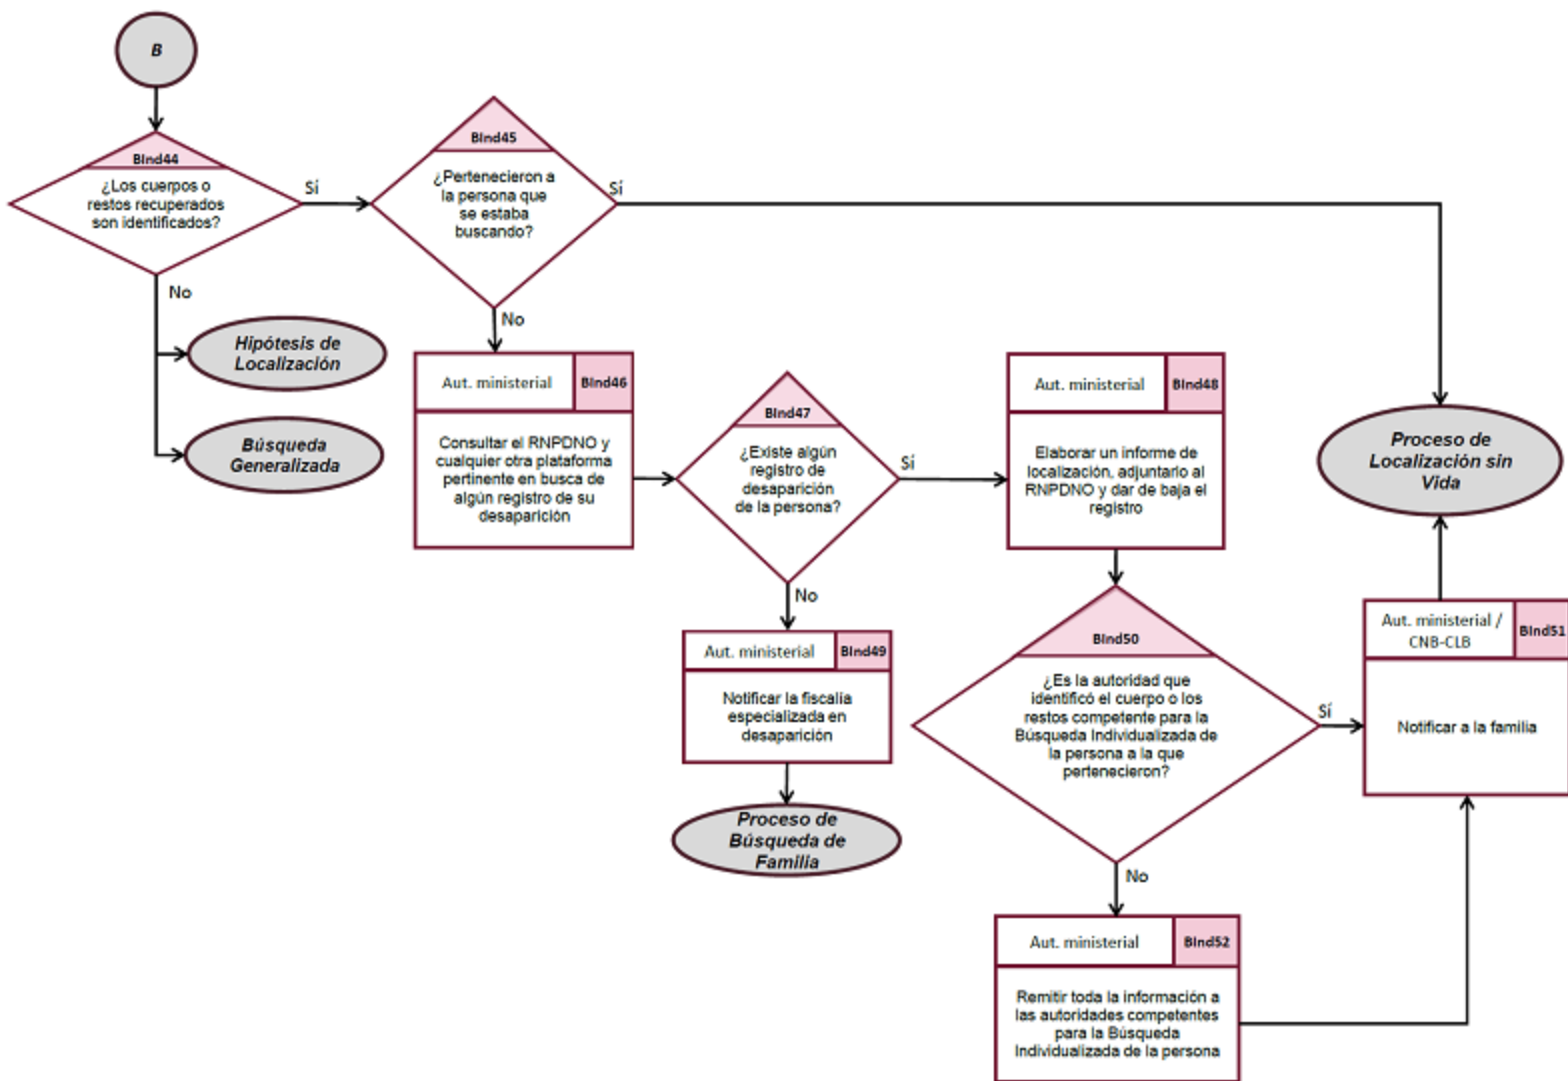 B
BInd44
¿Los cuerpos o
restos recuperados
son identificados?
Sí
No
Hipótesis de
Localización
Búsqueda
Generalizada
BInd45
¿Pertenecieron a
la persona que
se estaba
buscando?
Sí
No
Aut. ministerial
BInd46
Consultar el RNPDNO y
cualquier otra plataforma
pertinente en busca de
algún registro de su
desaparición
BInd47
¿Existe algún
registro de
desaparición
de la persona?
Sí
No
Aut. ministerial
BInd48
Elaborar un informe de
localización, adjuntarlo al
RNPDNO y dar de baja el
registro
Proceso de
Localización sin
Vida
Aut. ministerial
BInd49
Notificar la fiscalía
especializada en
desaparición
Proceso de
Búsqueda de
Familia
BInd50
¿Es la autoridad que
identificó el cuerpo o los
restos competente para la
Búsqueda Individualizada de
la persona a la que
pertenecieron?
Sí
No
Aut. ministerial /
CNB-CLB
BInd51
Notificar a la familia
Aut. ministerial
BInd52
Remitir toda la información a
las autoridades competentes
para la Búsqueda
Individualizada de la persona